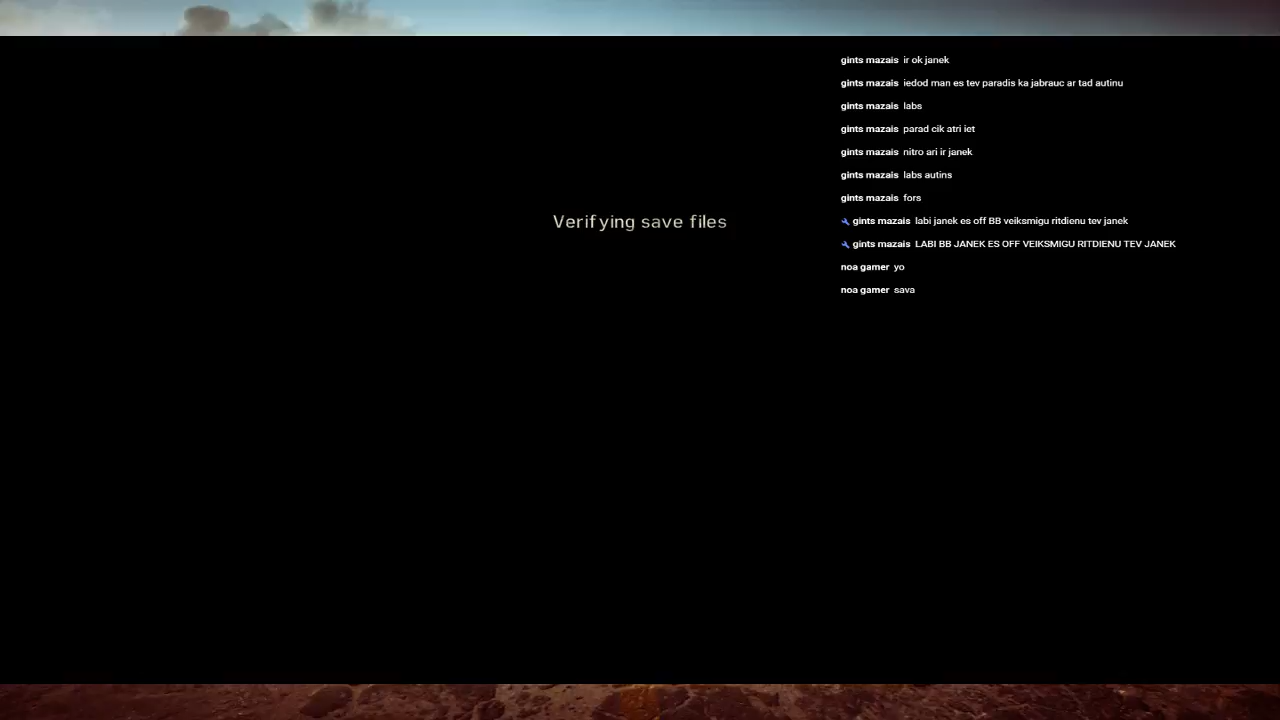 gints mazais ir ok janek
gints mazais iedod man es tev paradis ka jabrauc ar tad autinu
gints mazais labs
gints mazais parad cik atri iet
gints mazais nitro ari ir janek
gints mazais labs autins
gints mazais fors
Verifying save files
gints mazais labi janek es off BB veiksmigu ritdienu tev janek
gints mazais LABI BB JANEK ES OFF VEIKSMIGU RITDIENU TEV JANEK
noa gamer yo
noa gamer sava